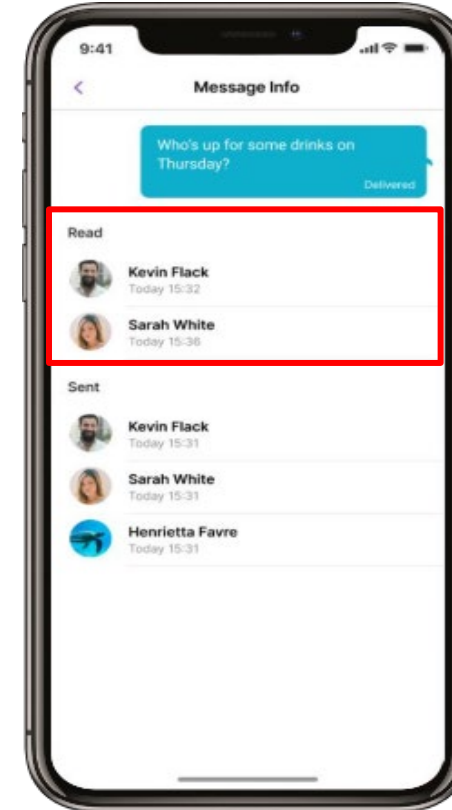 9:41
Message Info
Who's up for some drinks on
Thursday?
Delivered
Read
Kevin Flack
Today 15:32
Sarah White
Today 15:36
Sent
Kevin Flack
Today 15:31
Sarah White
Today 15:31
Henrietta Favre
Today 15:31